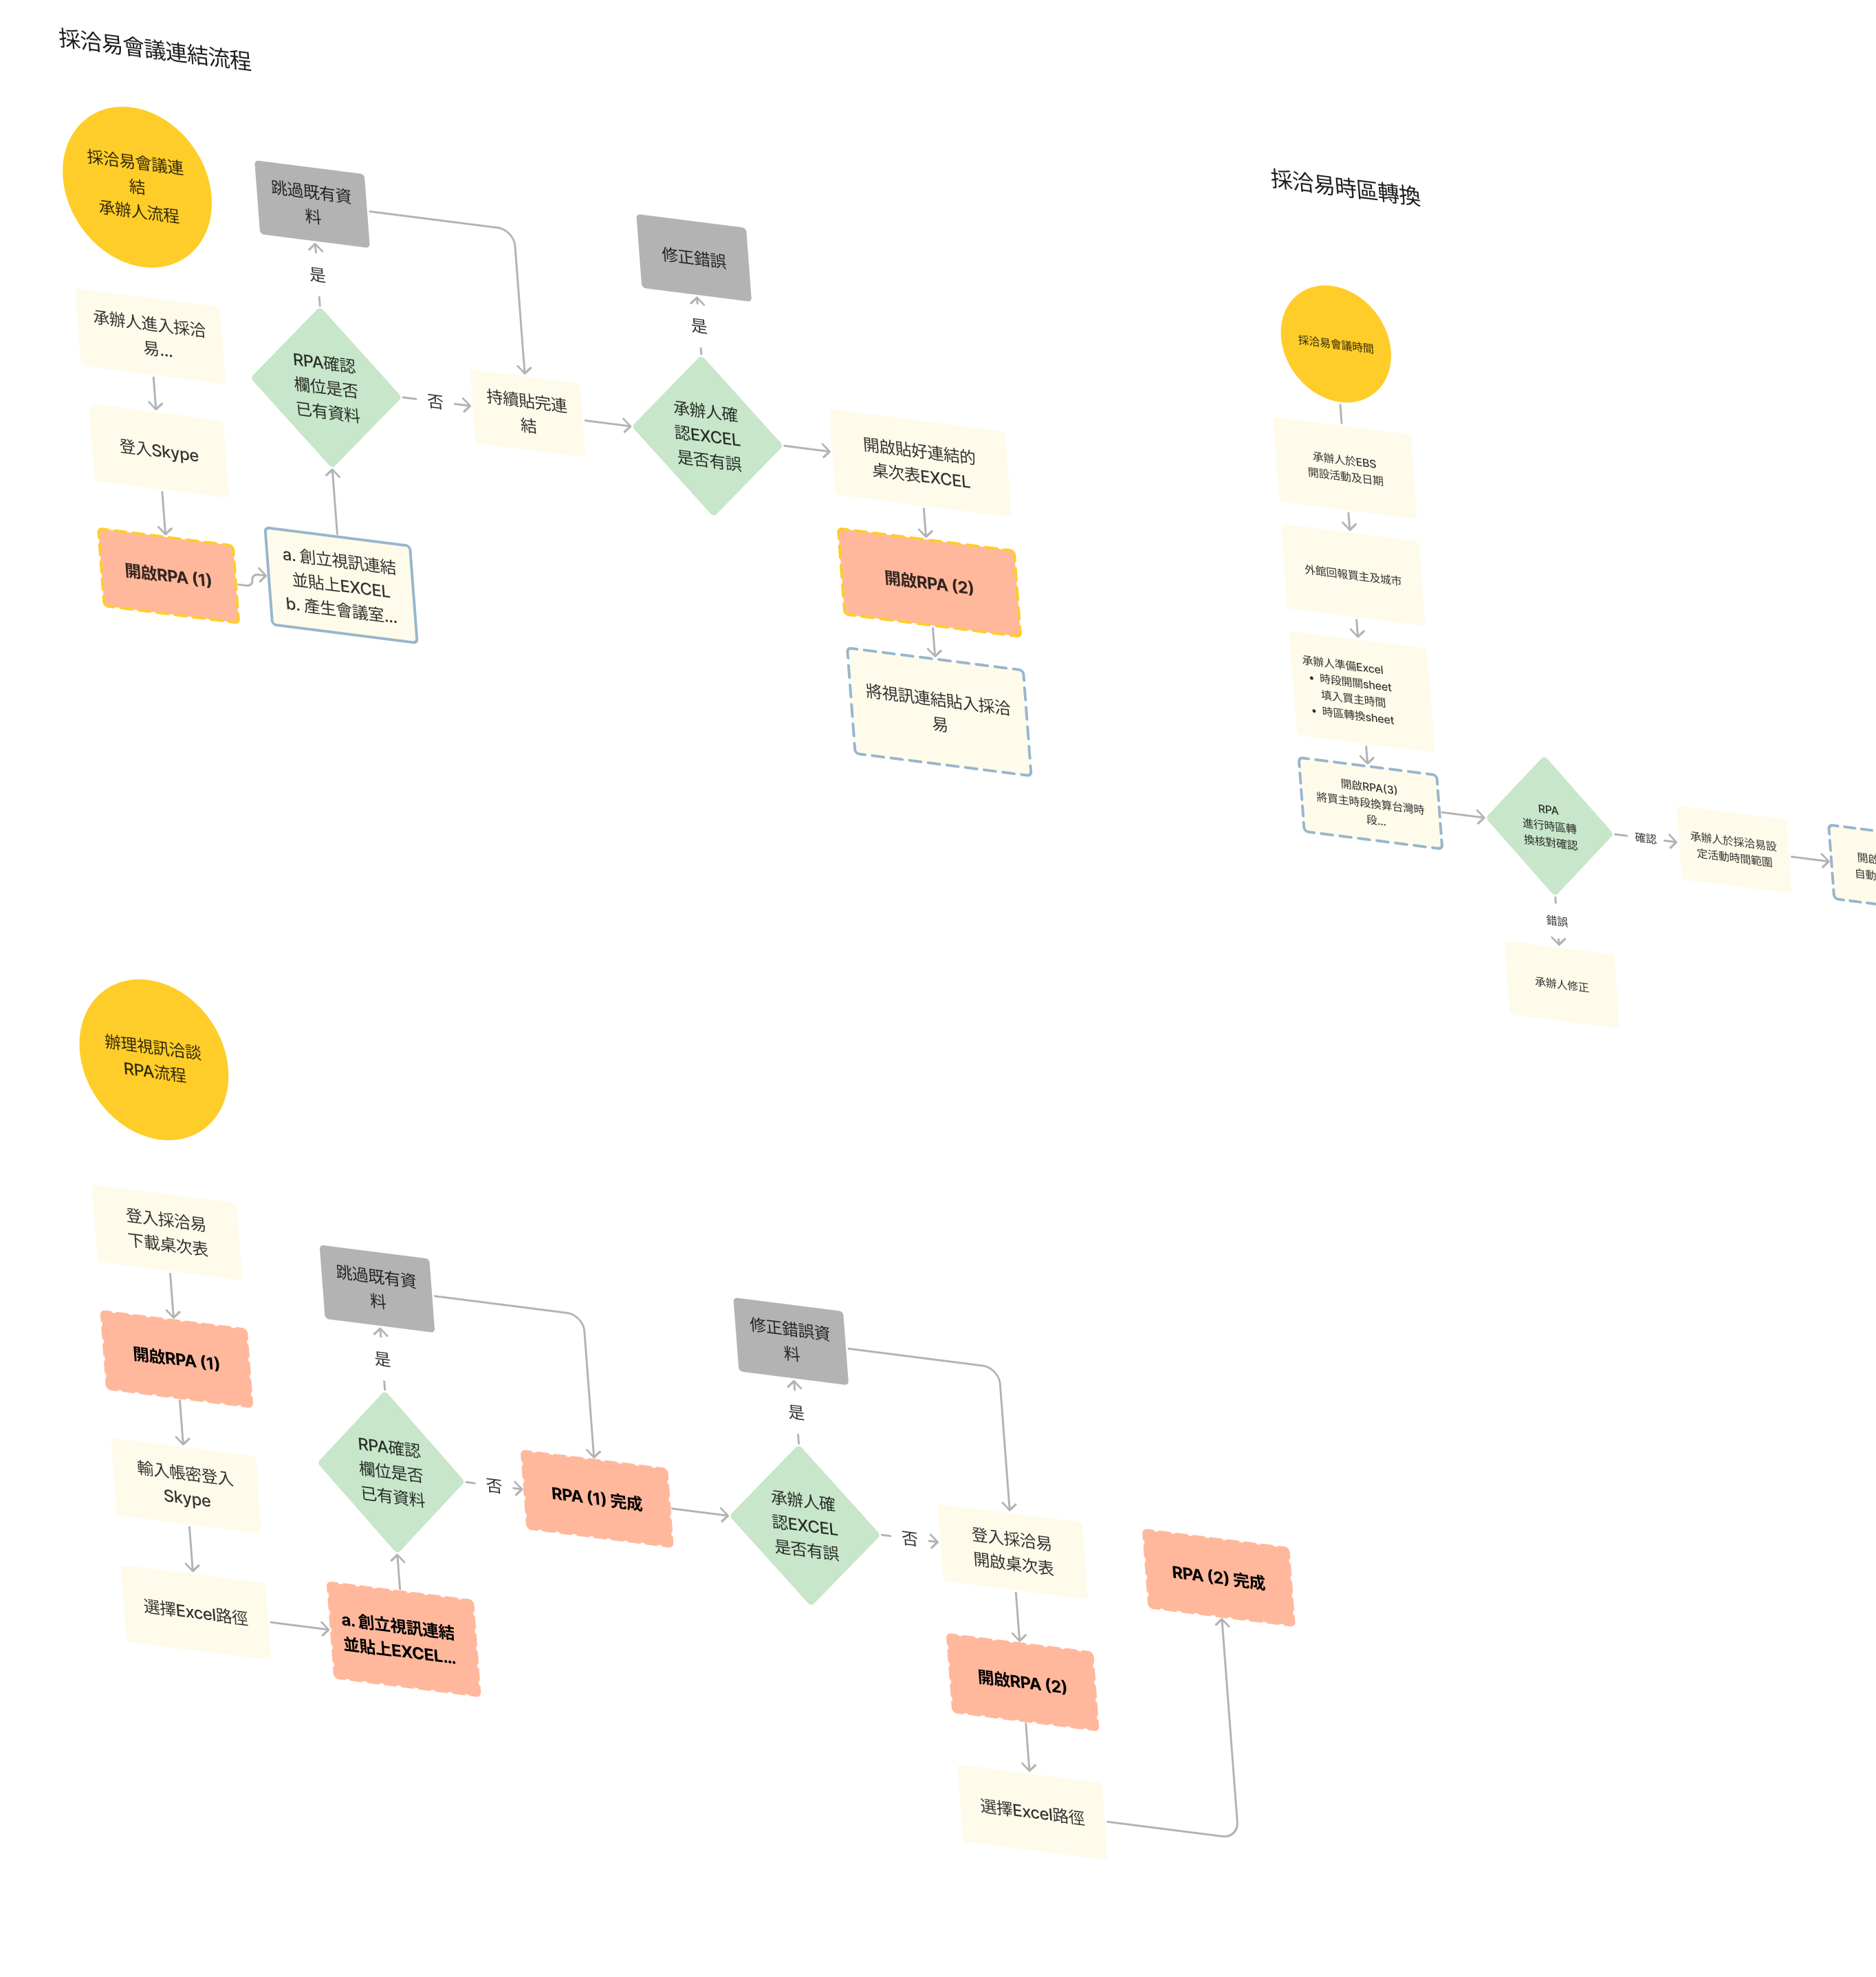 採洽易會議連結流程
採洽易會議連
結
承辦人流程
承辦人進入採洽
易...
登入Skype
開啟RPA (1)
a. 創立視訊連結
並貼上EXCEL
b. 產生會議室...
RPA確認
欄位是否
已有資料
是
跳過既有資
料
否
持續貼完連
結
承辦人確
認EXCEL
是否有誤
是
修正錯誤
開啟貼好連結的
桌次表EXCEL
開啟RPA (2)
將視訊連結貼入採洽
易
採洽易時區轉換
採洽易會議時間
承辦人於EBS
開設活動及日期
外館回報買主及城市
承辦人準備Excel
• 時段開關sheet
填入買主時間
• 時區轉換sheet
開啟RPA(3)
將買主時段換算台灣時
段...
RPA
進行時區轉
換核對確認
確認
承辦人於採洽易設
定活動時間範圍
開啟
自動
錯誤
承辦人修正
辦理視訊洽談
RPA流程
登入採洽易
下載桌次表
開啟RPA (1)
輸入帳密登入
Skype
選擇Excel路徑
a. 創立視訊連結
並貼上EXCEL...
RPA確認
欄位是否
已有資料
是
跳過既有資
料
否
RPA (1) 完成
承辦人確
認EXCEL
是否有誤
是
修正錯誤資
料
否
登入採洽易
開啟桌次表
開啟RPA (2)
選擇Excel路徑
RPA (2) 完成